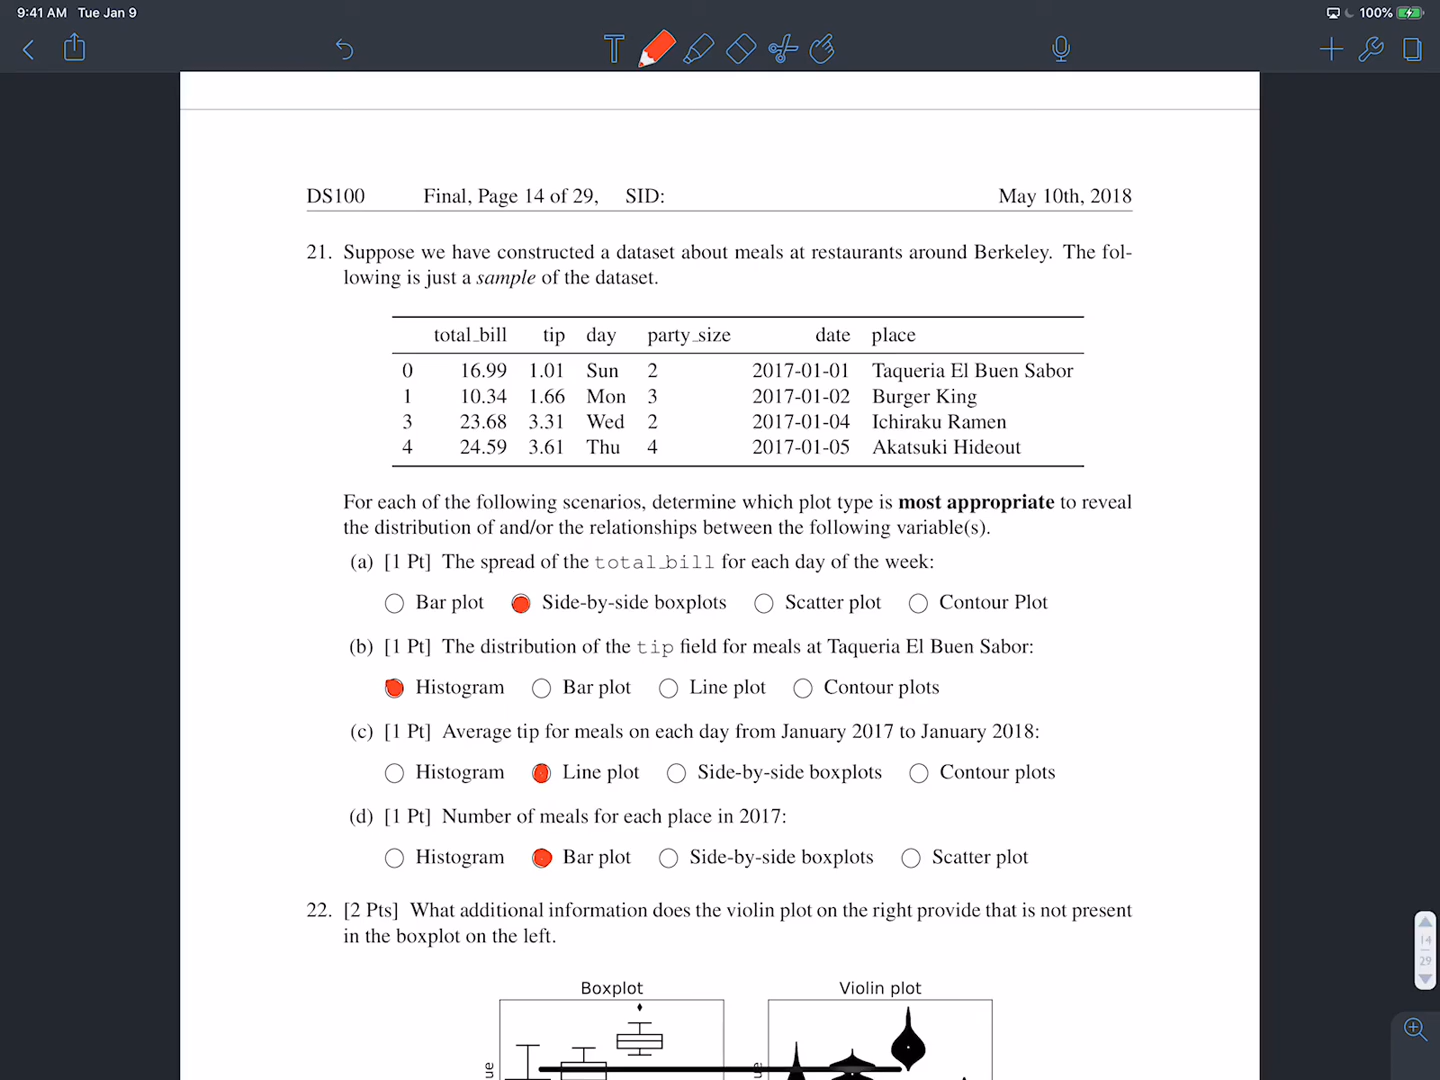 9:41 AM Tue Jan 9 100%
DS100 Final, Page 14 of 29, SID: May 10th, 2018
21. Suppose we have constructed a dataset about meals at restaurants around Berkeley. The fol-
lowing is just a sample of the dataset.
total_bill tip day party_size date place
0 16.99 1.01 Sun 2 2017-01-01 Taqueria El Buen Sabor
1 10.34 1.66 Mon 3 2017-01-02 Burger King
3 23.68 3.31 Wed 2 2017-01-04 Ichiraku Ramen
4 24.59 3.61 Thu 4 2017-01-05 Akatsuki Hideout
For each of the following scenarios, determine which plot type is most appropriate to reveal
the distribution of and/or the relationships between the following variable(s).
(a) [1 Pt] The spread of the total_bill for each day of the week:
Bar plot Side-by-side boxplots Scatter plot Contour Plot
(b) [1 Pt] The distribution of the tip field for meals at Taqueria El Buen Sabor:
Histogram Bar plot Line plot Contour plots
(c) [1 Pt] Average tip for meals on each day from January 2017 to January 2018:
Histogram Line plot Side-by-side boxplots Contour plots
(d) [1 Pt] Number of meals for each place in 2017:
Histogram Bar plot Side-by-side boxplots Scatter plot
22. [2 Pts] What additional information does the violin plot on the right provide that is not present
in the boxplot on the left.
14
29
Boxplot Violin plot
ue ue